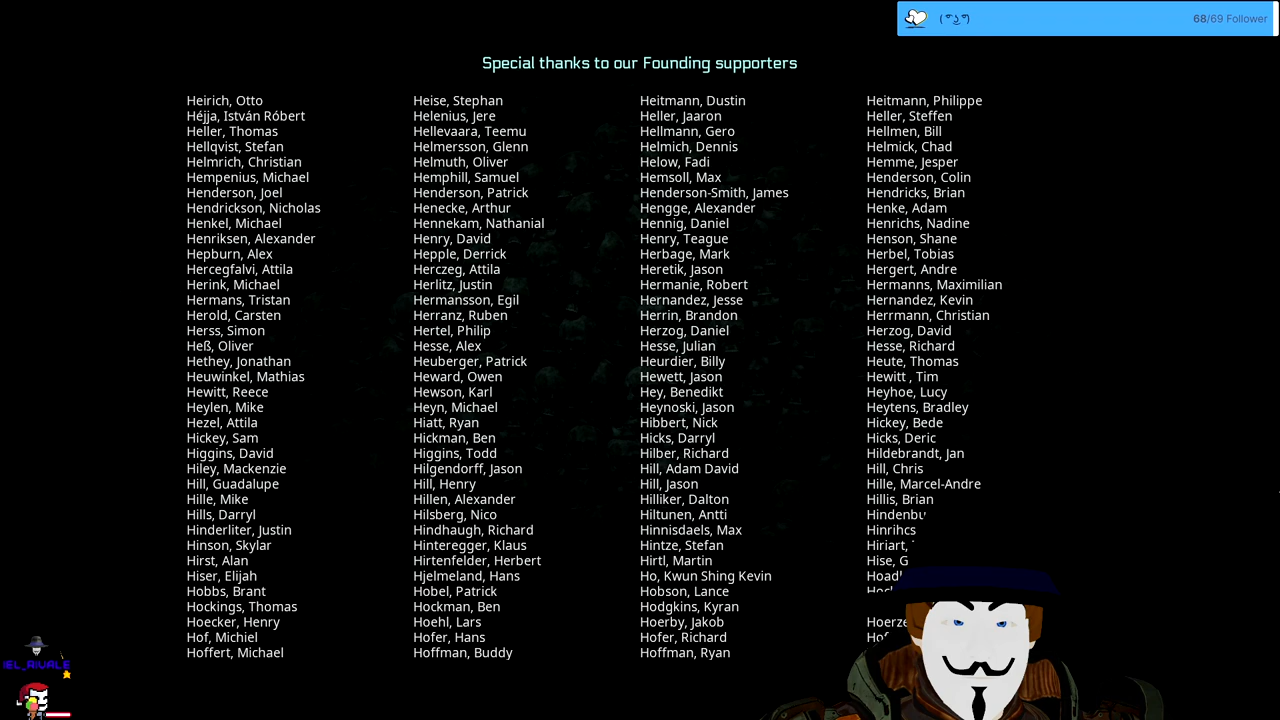 ( ͡° ͜ʖ ͡°)
68/69 Follower
Special thanks to our Founding supporters
Heirich, Otto Heise, Stephan Heitmann, Dustin Heitmann, Philippe
Héjja, István Róbert Helenius, Jere Heller, Jaaron Heller, Steffen
Heller, Thomas Hellevaara, Teemu Hellmann, Gero Hellmen, Bill
Hellqvist, Stefan Helmersson, Glenn Helmich, Dennis Helmick, Chad
Helmrich, Christian Helmuth, Oliver Helow, Fadi Hemme, Jesper
Hempenius, Michael Hemphill, Samuel Hemsoll, Max Henderson, Colin
Henderson, Joel Henderson, Patrick Henderson-Smith, James Hendricks, Brian
Hendrickson, Nicholas Henecke, Arthur Hengge, Alexander Henke, Adam
Henkel, Michael Hennekam, Nathanial Hennig, Daniel Henrichs, Nadine
Henriksen, Alexander Henry, David Henry, Teague Henson, Shane
Hepburn, Alex Hepple, Derrick Herbage, Mark Herbel, Tobias
Hercegfalvi, Attila Herczeg, Attila Heretik, Jason Hergert, Andre
Herink, Michael Herlitz, Justin Hermanie, Robert Hermanns, Maximilian
Hermans, Tristan Hermansson, Egil Hernandez, Jesse Hernandez, Kevin
Herold, Carsten Herranz, Ruben Herrin, Brandon Herrmann, Christian
Herss, Simon Hertel, Philip Herzog, Daniel Herzog, David
Heß, Oliver Hesse, Alex Hesse, Julian Hesse, Richard
Hethey, Jonathan Heuberger, Patrick Heurdier, Billy Heute, Thomas
Heuwinkel, Mathias Heward, Owen Hewett, Jason Hewitt , Tim
Hewitt, Reece Hewson, Karl Hey, Benedikt Heyhoe, Lucy
Heylen, Mike Heyn, Michael Heynoski, Jason Heytens, Bradley
Hezel, Attila Hiatt, Ryan Hibbert, Nick Hickey, Bede
Hickey, Sam Hickman, Ben Hicks, Darryl Hicks, Deric
Higgins, David Higgins, Todd Hilber, Richard Hildebrandt, Jan
Hiley, Mackenzie Hilgendorff, Jason Hill, Adam David Hill, Chris
Hill, Guadalupe Hill, Henry Hill, Jason Hille, Marcel-Andre
Hille, Mike Hillen, Alexander Hilliker, Dalton Hillis, Brian
Hills, Darryl Hilsberg, Nico Hiltunen, Antti
Hinderliter, Justin Hindhaugh, Richard Hinnisdaels, Max Hinrihcs
Hinson, Skylar Hinteregger, Klaus Hintze, Stefan Hiriart,
Hirst, Alan Hirtenfelder, Herbert Hirtl, Martin Hise, G
Hiser, Elijah Hjelmeland, Hans Ho, Kwun Shing Kevin
Hobbs, Brant Hobel, Patrick Hobson, Lance
Hockings, Thomas Hockman, Ben Hodgkins, Kyran
Hoecker, Henry Hoehl, Lars Hoerby, Jakob
Hof, Michiel Hofer, Hans Hofer, Richard
Hoffert, Michael Hoffman, Buddy Hoffman, Ryan
IEL_RIVALE